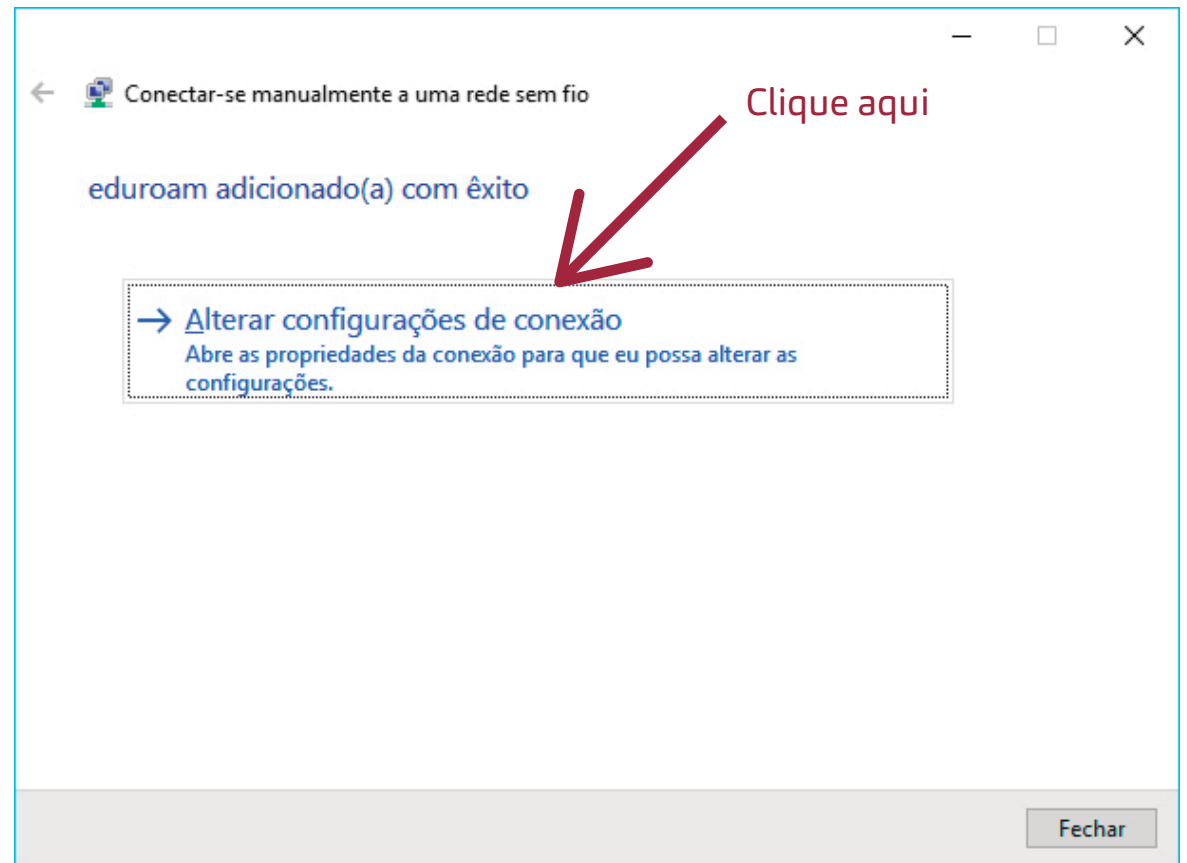 Conectar-se manualmente a uma rede sem fio
Clique aqui
eduroam adicionado(a) com êxito
Alterar configurações de conexão
Abre as propriedades da conexão para que eu possa alterar as
configurações.
Fechar